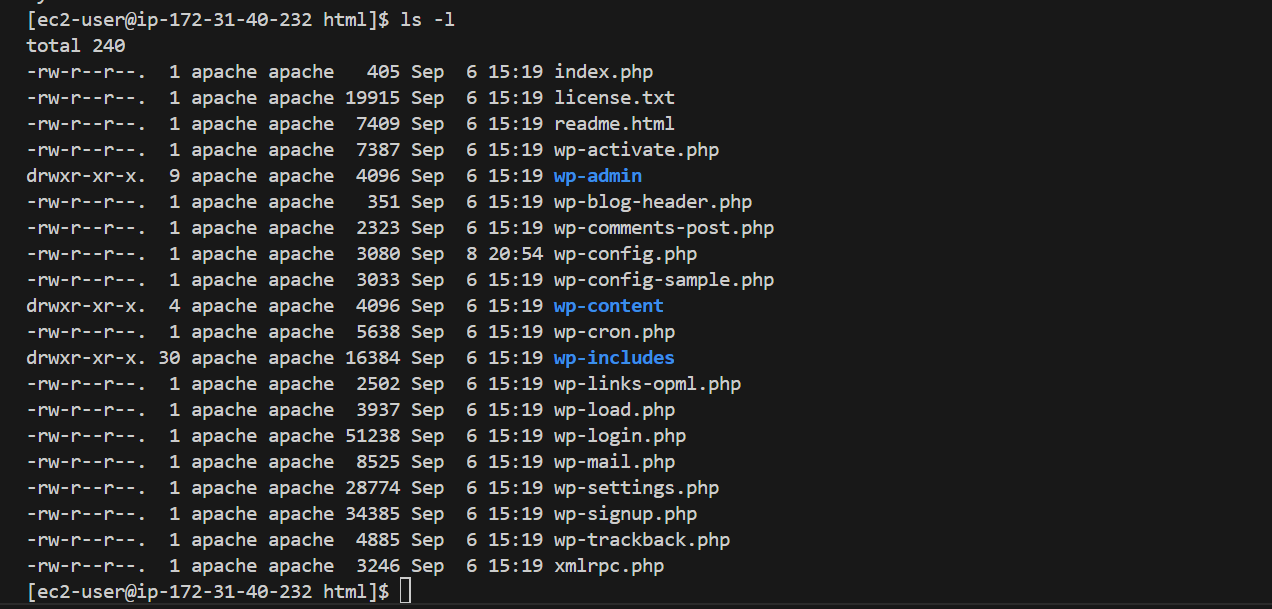 [ec2-user@ip-172-31-40-232 html]$ ls -l
total 240
-rw-r--r--.  1 apache apache   405 Sep  6 15:19 index.php
-rw-r--r--.  1 apache apache 19915 Sep  6 15:19 license.txt
-rw-r--r--.  1 apache apache  7409 Sep  6 15:19 readme.html
-rw-r--r--.  1 apache apache  7387 Sep  6 15:19 wp-activate.php
drwxr-xr-x.  9 apache apache  4096 Sep  6 15:19 wp-admin
-rw-r--r--.  1 apache apache   351 Sep  6 15:19 wp-blog-header.php
-rw-r--r--.  1 apache apache  2323 Sep  6 15:19 wp-comments-post.php
-rw-r--r--.  1 apache apache  3080 Sep  8 20:54 wp-config.php
-rw-r--r--.  1 apache apache  3033 Sep  6 15:19 wp-config-sample.php
drwxr-xr-x.  4 apache apache  4096 Sep  6 15:19 wp-content
-rw-r--r--.  1 apache apache  5638 Sep  6 15:19 wp-cron.php
drwxr-xr-x. 30 apache apache 16384 Sep  6 15:19 wp-includes
-rw-r--r--.  1 apache apache  2502 Sep  6 15:19 wp-links-opml.php
-rw-r--r--.  1 apache apache  3937 Sep  6 15:19 wp-load.php
-rw-r--r--.  1 apache apache 51238 Sep  6 15:19 wp-login.php
-rw-r--r--.  1 apache apache  8525 Sep  6 15:19 wp-mail.php
-rw-r--r--.  1 apache apache 28774 Sep  6 15:19 wp-settings.php
-rw-r--r--.  1 apache apache 34385 Sep  6 15:19 wp-signup.php
-rw-r--r--.  1 apache apache  4885 Sep  6 15:19 wp-trackback.php
-rw-r--r--.  1 apache apache  3246 Sep  6 15:19 xmlrpc.php
[ec2-user@ip-172-31-40-232 html]$